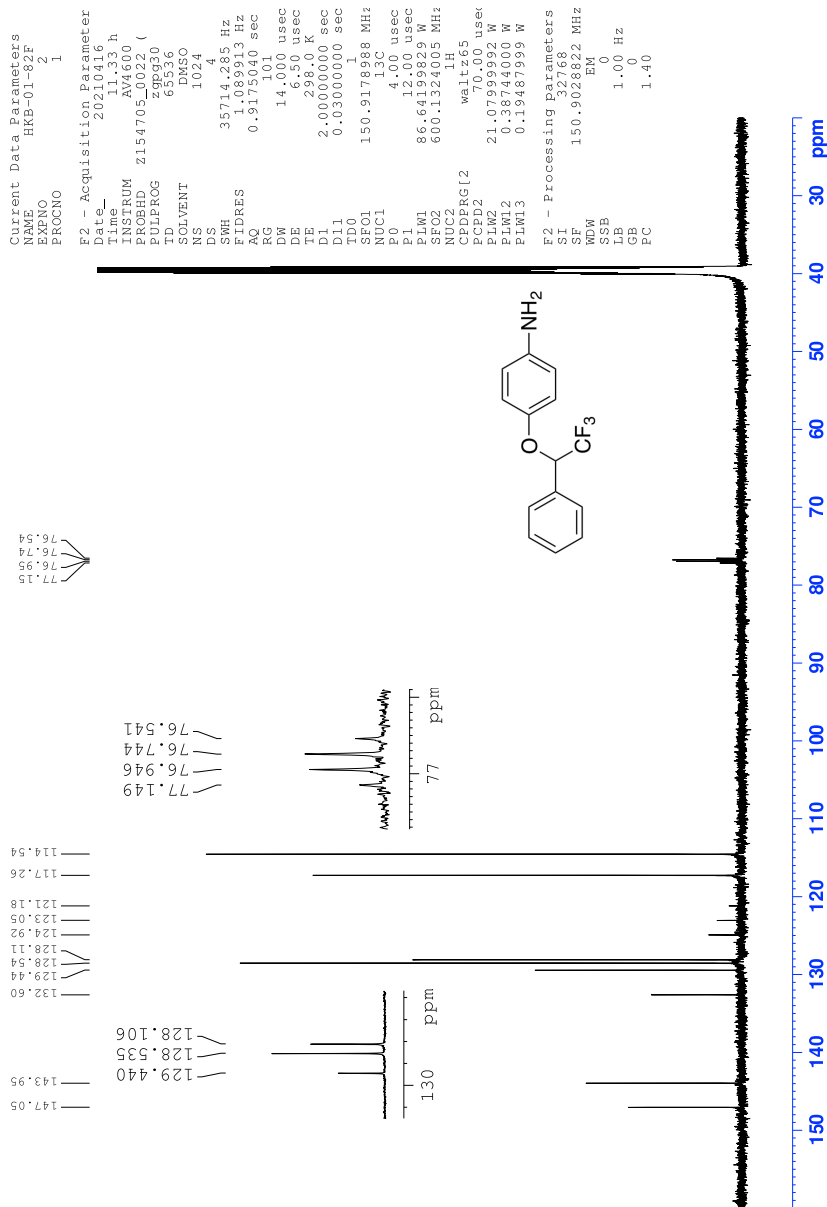 Current Data Parameters
NAME HKB-01-82F
EXPNO 2
PROCNO 1
F2 - Acquisition Parameter
Date_ 20210416
Time 11.33 h
INSTRUM AV4600
PROBHD Z154705_0022 (
PULPROG zgpg30
TD 65536
SOLVENT DMSO
NS 1024
DS 4
SWH 35714.285 Hz
FIDRES 1.089913 Hz
AQ 0.9175040 sec
RG 101
DW 14.000 usec
DE 6.50 usec
TE 298.0 K
D1 2.00000000 sec
D11 0.03000000 sec
TD0 1
SFO1 150.9178988 MHz
NUC1 13C
P0 4.00 usec
P1 12.00 usec
PLW1 86.64199829 W
SFO2 600.1324005 MHz
NUC2 1H
CPDPRG[2 waltz65
PCPD2 70.00 usec
PLW2 21.07999992 W
PLW12 0.38744000 W
PLW13 0.19487999 W
F2 - Processing parameters
SI 32768
SF 150.9028822 MHz
WDW EM
SSB 0
LB 1.00 Hz
GB 0
PC 1.40
147.05
143.95
132.60
129.44
128.54
128.11
124.92
123.05
121.18
117.26
114.54
77.15
76.95
76.74
76.54
129.440
128.535
128.106
130 ppm
77.149
76.946
76.744
76.541
77 ppm
O
CF3
NH2
150 140 130 120 110 100 90 80 70 60 50 40 30 ppm